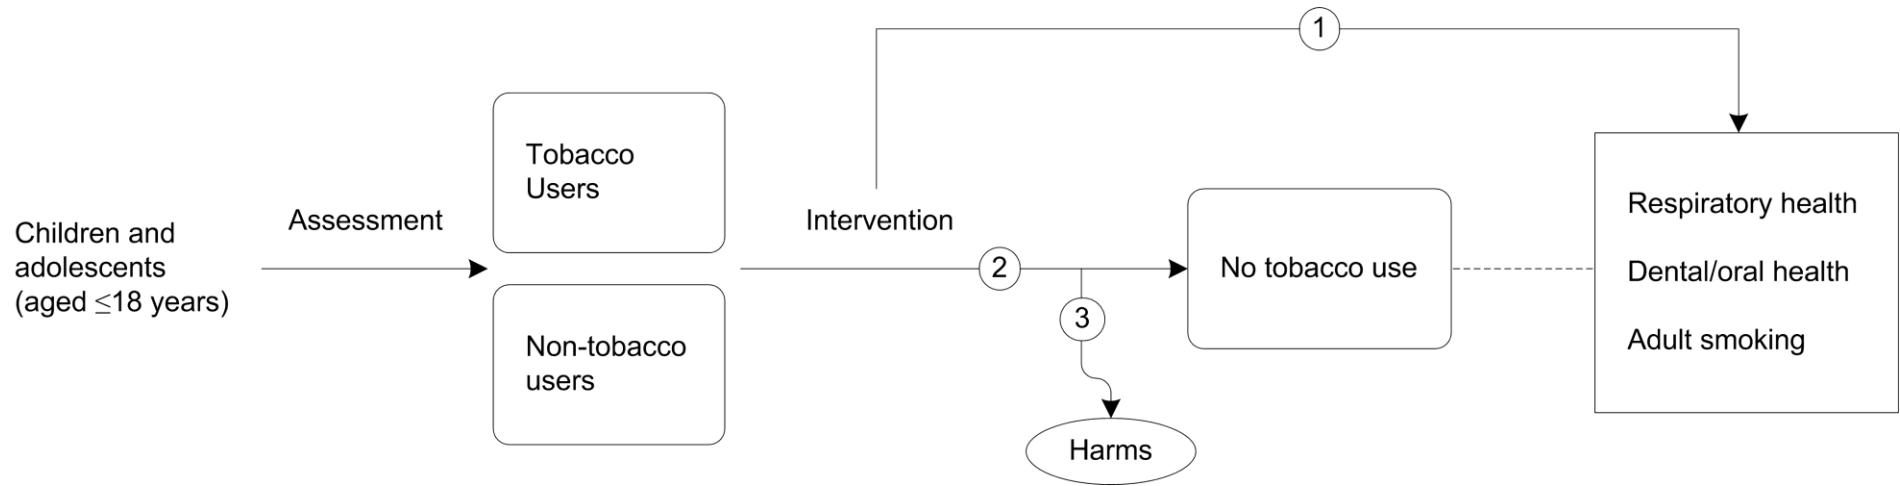 1
Tobacco
Users
Assessment
Intervention
Children and
adolescents
(aged ≤18 years)
2
No tobacco use
3
Non-tobacco
users
Harms
Respiratory health
Dental/oral health
Adult smoking